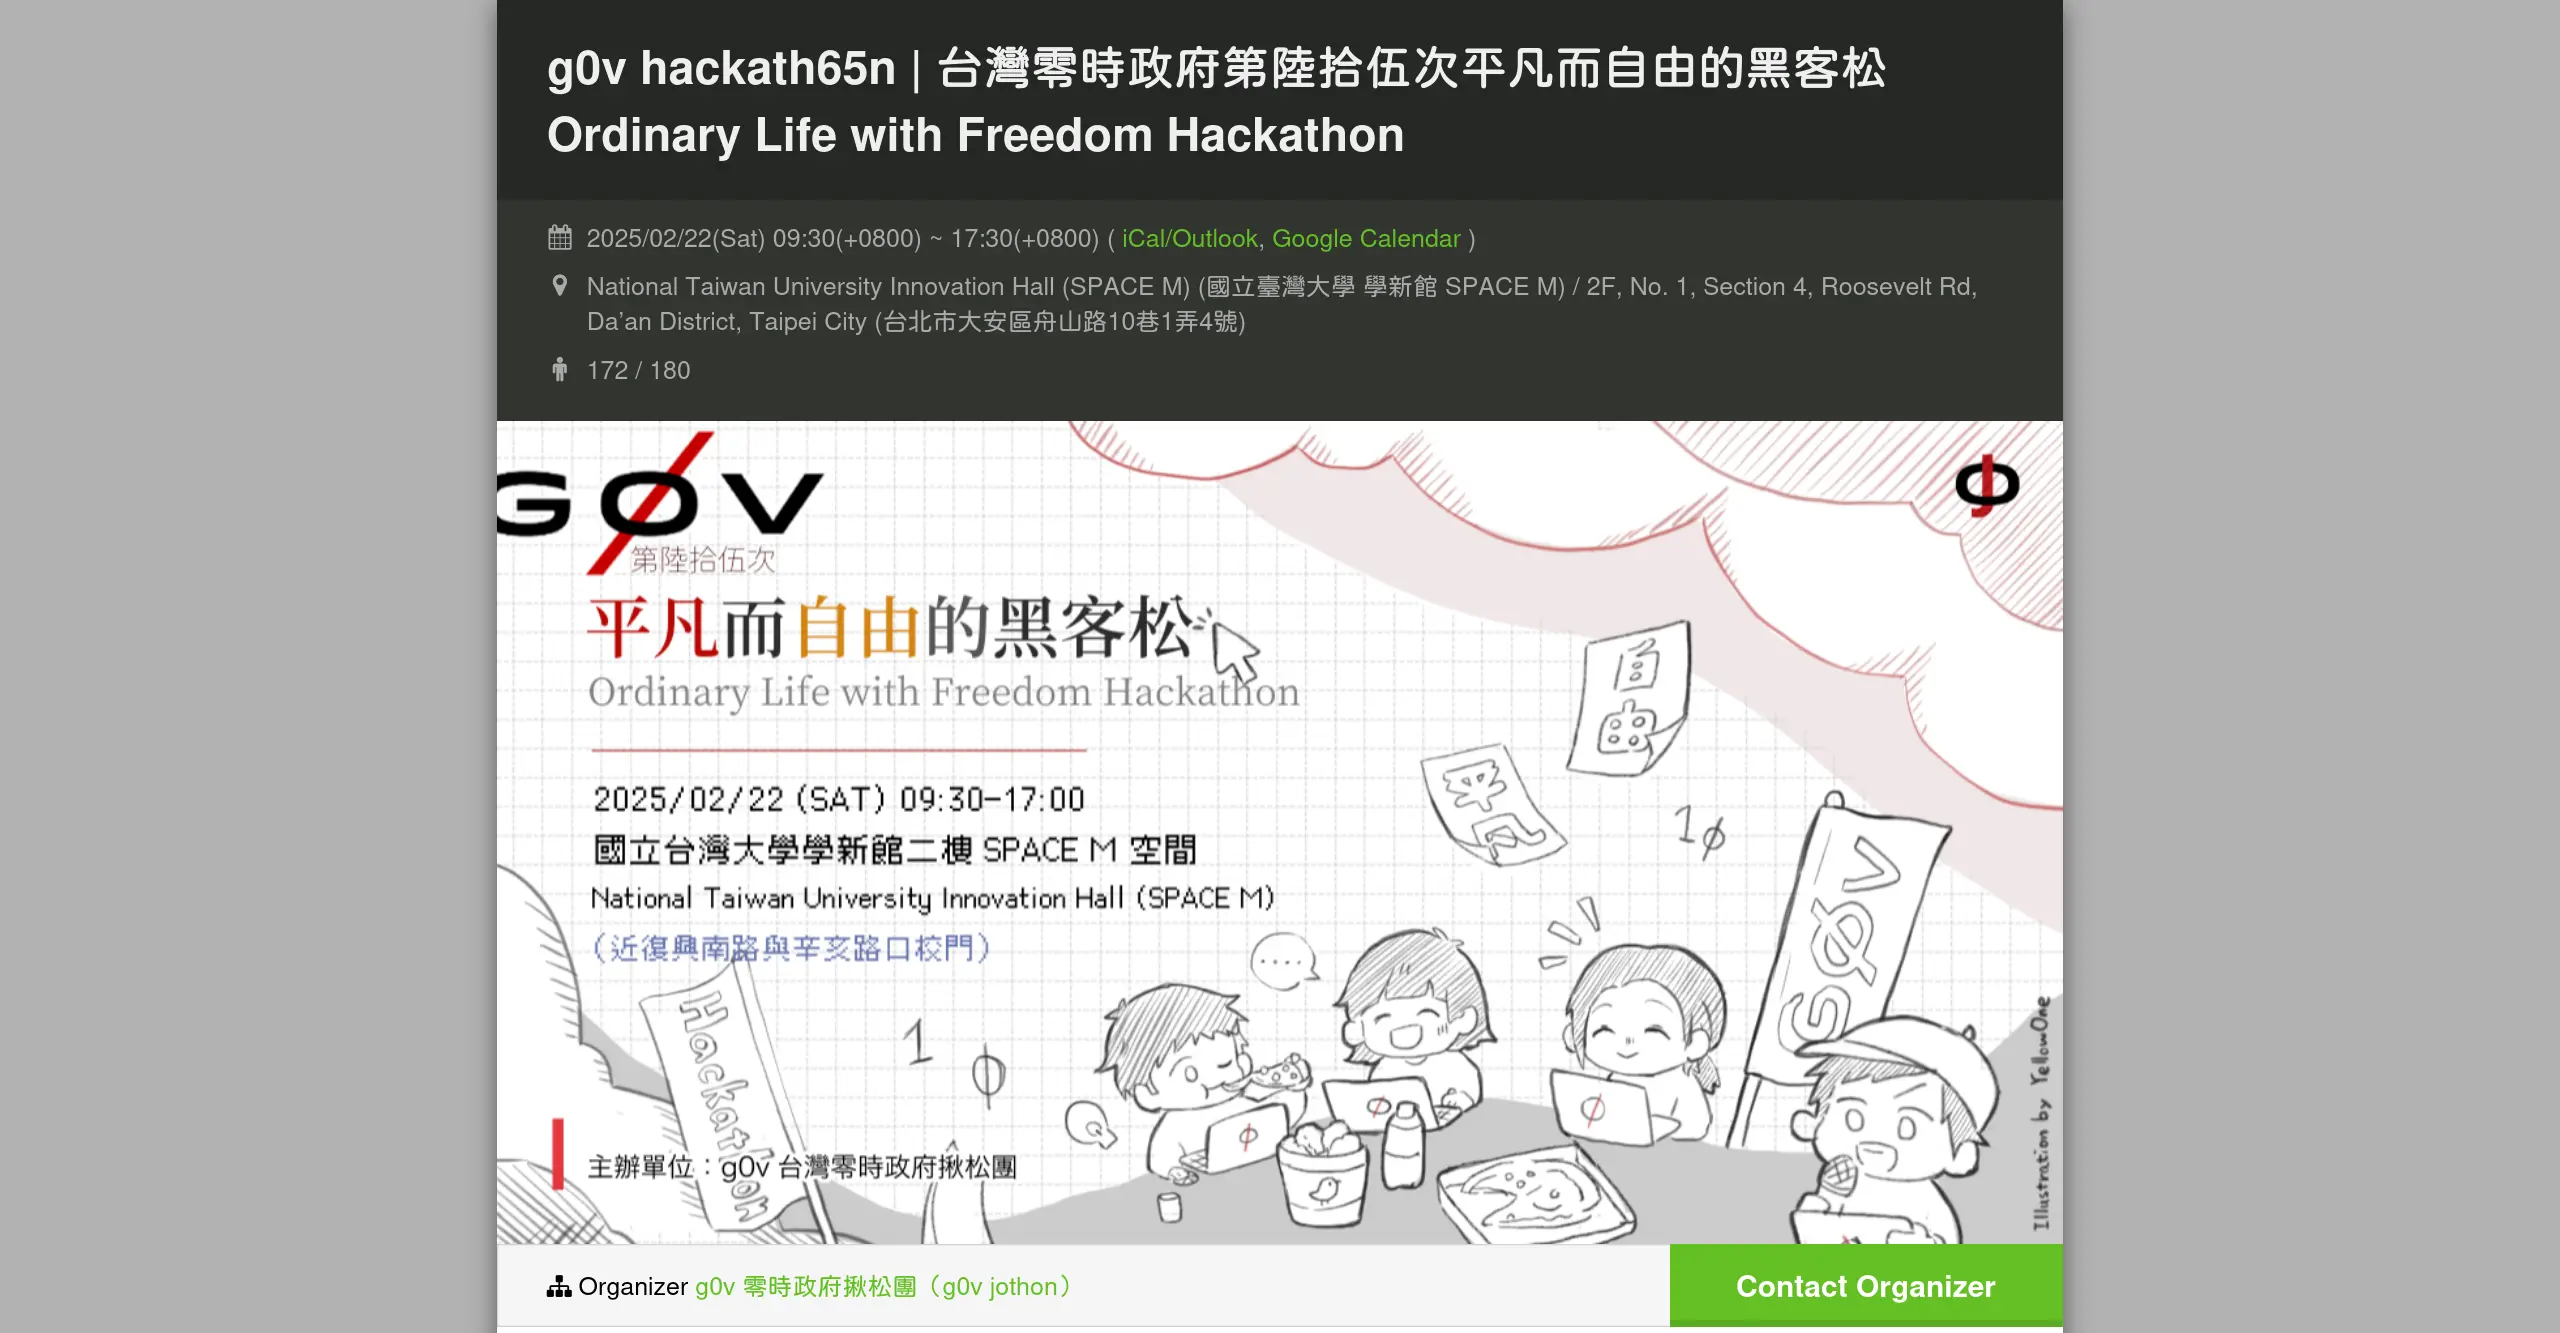 g0v hackath65n | 台灣零時政府第陸拾伍次平凡而自由的黑客松
Ordinary Life with Freedom Hackathon
2025/02/22(Sat) 09:30(+0800) ~ 17:30(+0800) ( iCal/Outlook, Google Calendar )
National Taiwan University Innovation Hall (SPACE M) (國立臺灣大學 學新館 SPACE M) / 2F, No. 1, Section 4, Roosevelt Rd,
Da’an District, Taipei City (台北市大安區舟山路10巷1弄4號)
172 / 180
GØV
第陸拾伍次
平凡而自由的黑客松
Ordinary Life with Freedom Hackathon
2025/02/22 (SAT) 09:30-17:00
國立台灣大學學新館二樓 SPACE M 空間
National Taiwan University Innovation Hall (SPACE M)
(近復興南路與辛亥路口校門)
自由
平凡
1 0
GØV
....
Hackathon
1 0
主辦單位：g0v 台灣零時政府揪松團
Illustration by YellowOne
Organizer g0v 零時政府揪松團（g0v jothon）
Contact Organizer